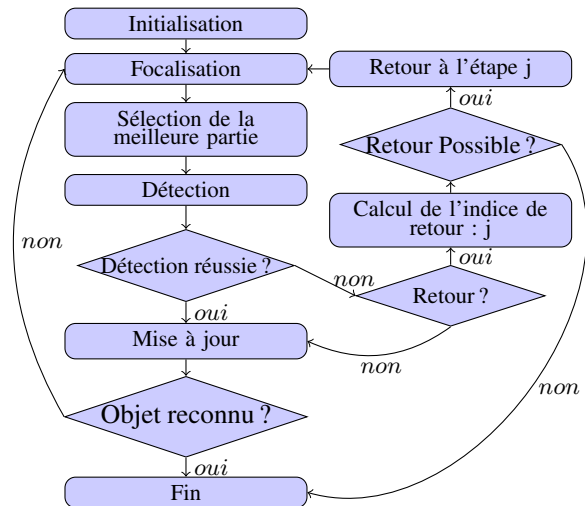 Initialisation
Focalisation
Retour à l'étape j
oui
Sélection de la
meilleure partie
Retour Possible ?
Détection
Calcul de l'indice de
retour : j
non
oui
Détection réussie ?
non
Retour ?
oui
Mise à jour
non
non
Objet reconnu ?
oui
Fin